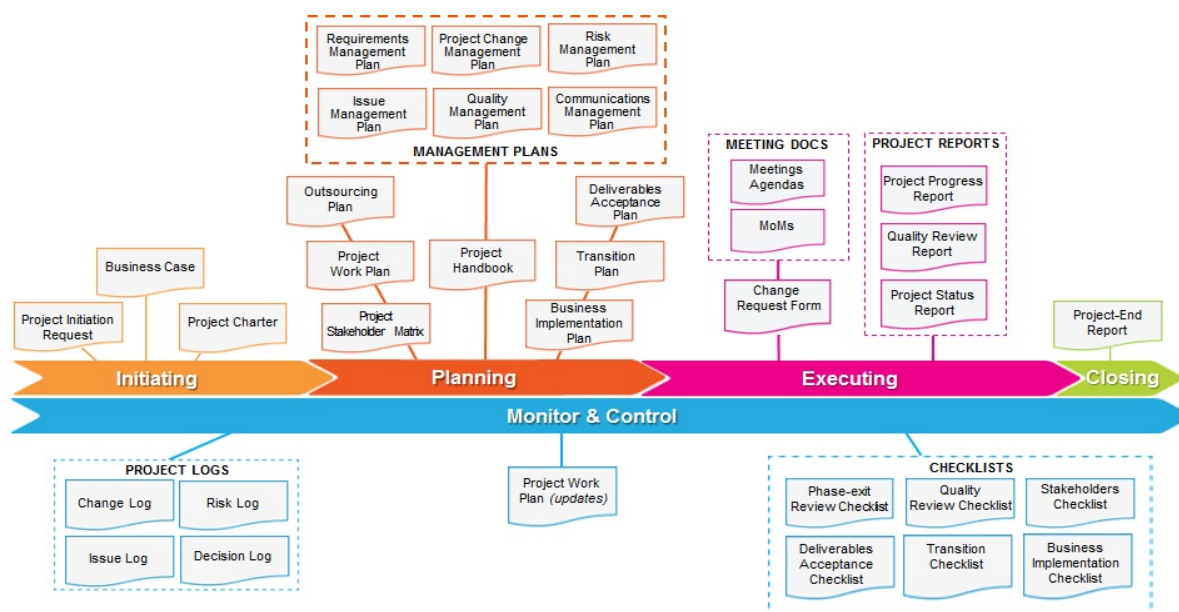 Requirements
Management
Plan
Project Change
Management
Plan
Risk
Management
Plan
Issue
Management
Plan
Quality
Management
Plan
Communications
Management
Plan
MANAGEMENT PLANS
MEETING DOCS
Meetings
Agendas
MoMs
PROJECT REPORTS
Project Progress
Report
Quality Review
Report
Project Status
Report
Outsourcing
Plan
Deliverables
Acceptance
Plan
Project
Work Plan
Project
Handbook
Transition
Plan
Business Case
Project Initiation
Request
Project Charter
Project
Stakeholder Matrix
Business
Implementation
Plan
Change
Request Form
Project-End
Report
Initiating
Planning
Executing
Closing
Monitor & Control
PROJECT LOGS
Change Log
Risk Log
Issue Log
Decision Log
Project Work
Plan (updates)
CHECKLISTS
Phase-exit
Review Checklist
Quality
Review Checklist
Stakeholders
Checklist
Deliverables
Acceptance
Checklist
Transition
Checklist
Business
Implementation
Checklist